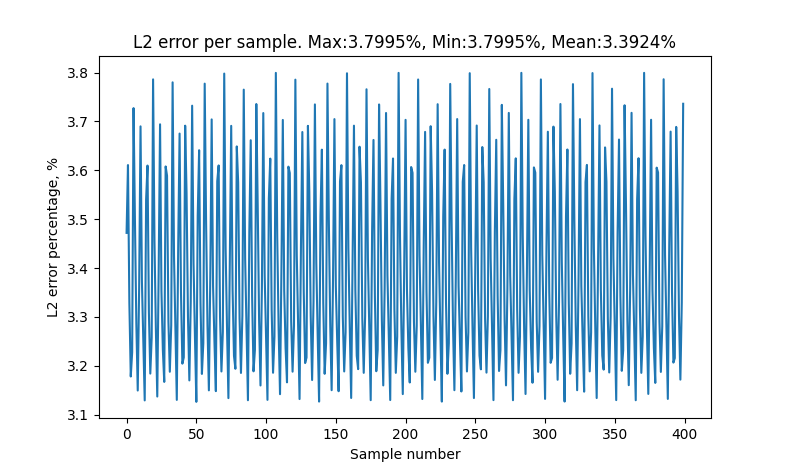 L2 error per sample. Max:3.7995%, Min:3.7995%, Mean:3.3924%
L2 error percentage, %
3.8
3.7
3.6
3.5
3.4
3.3
3.2
3.1
0 50 100 150 200 250 300 350 400
Sample number